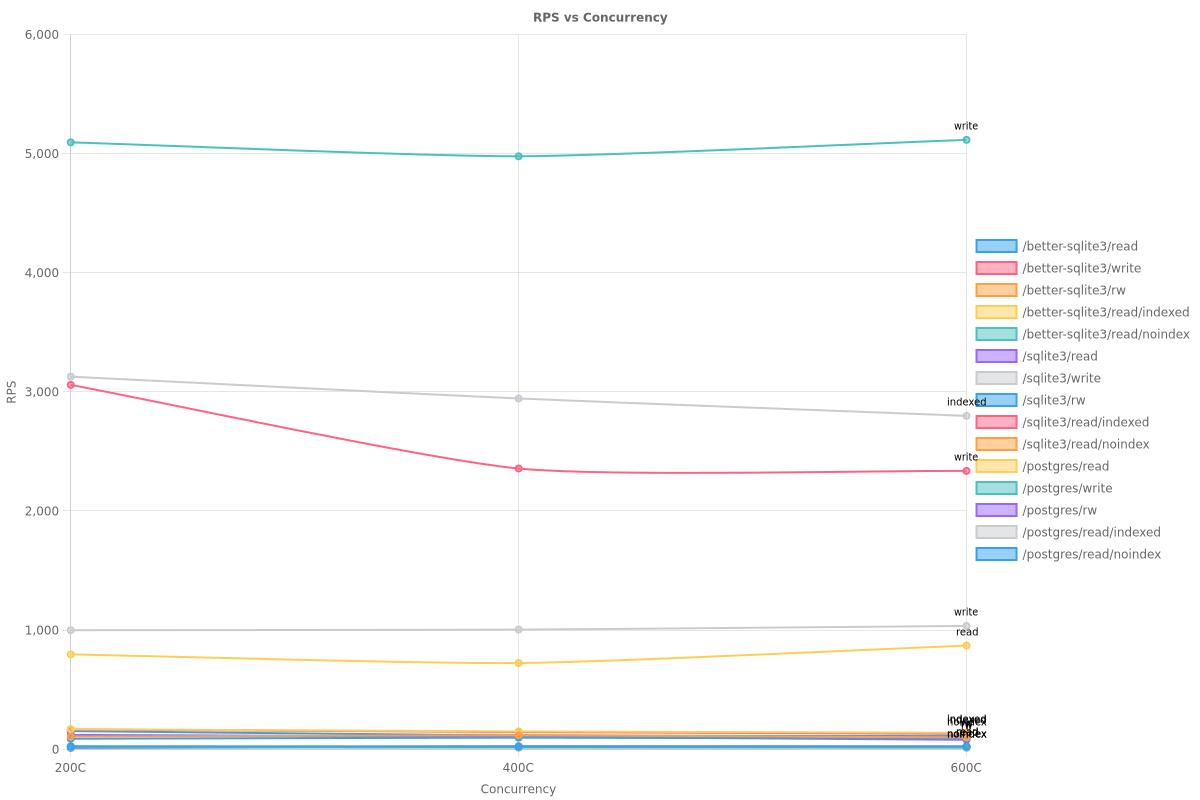 RPS vs Concurrency
6,000
5,000
4,000
3,000
2,000
1,000
0
RPS
200C
400C
600C
Concurrency
write
indexed
write
write
read
indexed
noindex
read
noindex
/better-sqlite3/read
/better-sqlite3/write
/better-sqlite3/rw
/better-sqlite3/read/indexed
/better-sqlite3/read/noindex
/sqlite3/read
/sqlite3/write
/sqlite3/rw
/sqlite3/read/indexed
/sqlite3/read/noindex
/postgres/read
/postgres/write
/postgres/rw
/postgres/read/indexed
/postgres/read/noindex